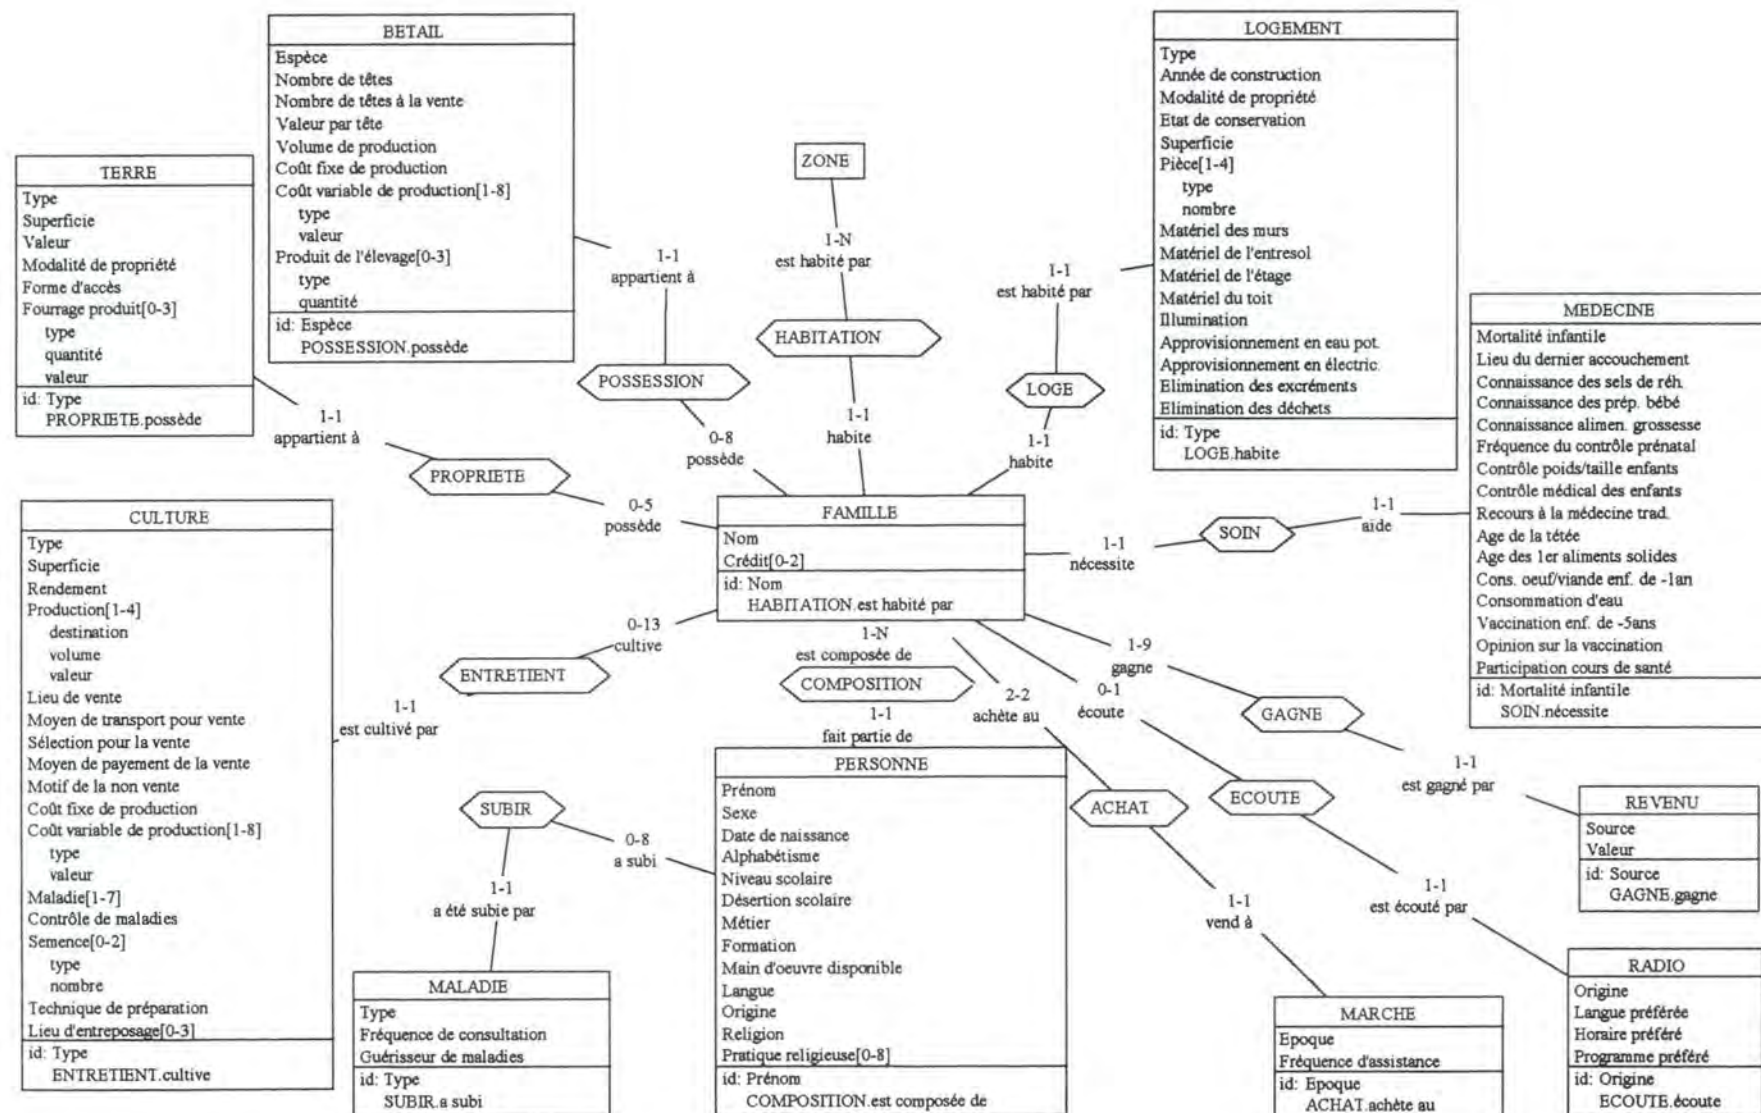 BETAIL
Espèce
Nombre de têtes
Nombre de têtes à la vente
Valeur par tête
Volume de production
Coût fixe de production
Coût variable de production[1-8]
type
valeur
Produit de l'élevage[0-3]
type
quantité
id: Espèce
POSSESSION.possède
LOGEMENT
Type
Année de construction
Modalité de propriété
Etat de conservation
Superficie
Pièce[1-4]
type
nombre
Matériel des murs
Matériel de l'entresol
Matériel de l'étage
Matériel du toit
Illumination
Approvisionnement en eau pot.
Approvisionnement en électric.
Elimination des excréments
Elimination des déchets
id: Type
LOGE.habite
TERRE
Type
Superficie
Valeur
Modalité de propriété
Forme d'accès
Fourrage produit[0-3]
type
quantité
valeur
id: Type
PROPRIETE.possède
ZONE
1-N
est habité par
HABITATION
1-1
habite
1-1
appartient à
POSSESSION
0-8
possède
1-1
est habité par
LOGE
1-1
habite
1-1
appartient à
PROPRIETE
0-5
possède
MEDECINE
Mortalité infantile
Lieu du dernier accouchement
Connaissance des sels de réh.
Connaissance des prép. bébé
Connaissance alimen. grossesse
Fréquence du contrôle prénatal
Contrôle poids/taille enfants
Contrôle médical des enfants
Recours à la médecine trad.
Age de la tétée
Age des 1er aliments solides
Cons. oeuf/viande enf. de -1an
Consommation d'eau
Vaccination enf. de -5ans
Opinion sur la vaccination
Participation cours de santé
id: Mortalité infantile
SOIN.nécessite
FAMILLE
Nom
Crédit[0-2]
id: Nom
HABITATION.est habité par
1-1
nécessite
SOIN
1-1
aide
CULTURE
Type
Superficie
Rendement
Production[1-4]
destination
volume
valeur
Lieu de vente
Moyen de transport pour vente
Sélection pour la vente
Moyen de payement de la vente
Motif de la non vente
Coût fixe de production
Coût variable de production[1-8]
type
valeur
Maladie[1-7]
Contrôle de maladies
Semence[0-2]
type
nombre
Technique de préparation
Lieu d'entreposage[0-3]
id: Type
ENTRETIENT.cultive
0-13
cultive
ENTRETIENT
1-1
est cultivé par
1-N
est composée de
COMPOSITION
1-1
fait partie de
2-2
achète au
ACHAT
1-1
vend à
0-1
écoute
ECOUTE
1-1
est écouté par
1-9
gagne
GAGNE
1-1
est gagné par
SUBIR
0-8
a subi
1-1
a été subie par
PERSONNE
Prénom
Sexe
Date de naissance
Alphabétisme
Niveau scolaire
Désertion scolaire
Métier
Formation
Main d'oeuvre disponible
Langue
Origine
Religion
Pratique religieuse[0-8]
id: Prénom
COMPOSITION.est composée de
REVENU
Source
Valeur
id: Source
GAGNE.gagne
MALADIE
Type
Fréquence de consultation
Guérisseur de maladies
id: Type
SUBIR.a subi
MARCHE
Epoque
Fréquence d'assistance
id: Epoque
ACHAT.achète au
RADIO
Origine
Langue préférée
Horaire préféré
Programme préféré
id: Origine
ECOUTE.écoute